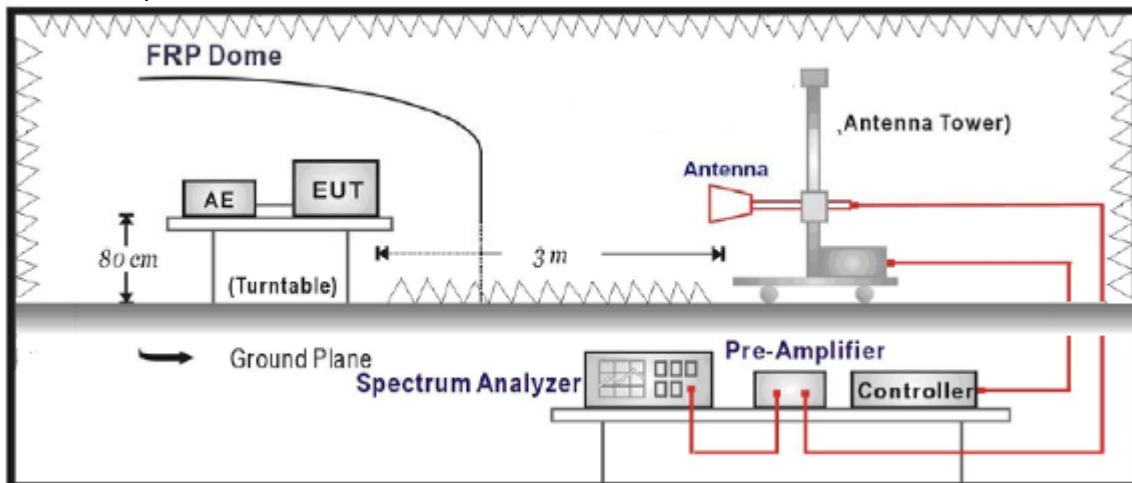 FRP Dome
(Antenna Tower)
Antenna
AE
EUT
80 cm
3 m
(Turntable)
Ground Plane
Pre-Amplifier
Spectrum Analyzer
Controller